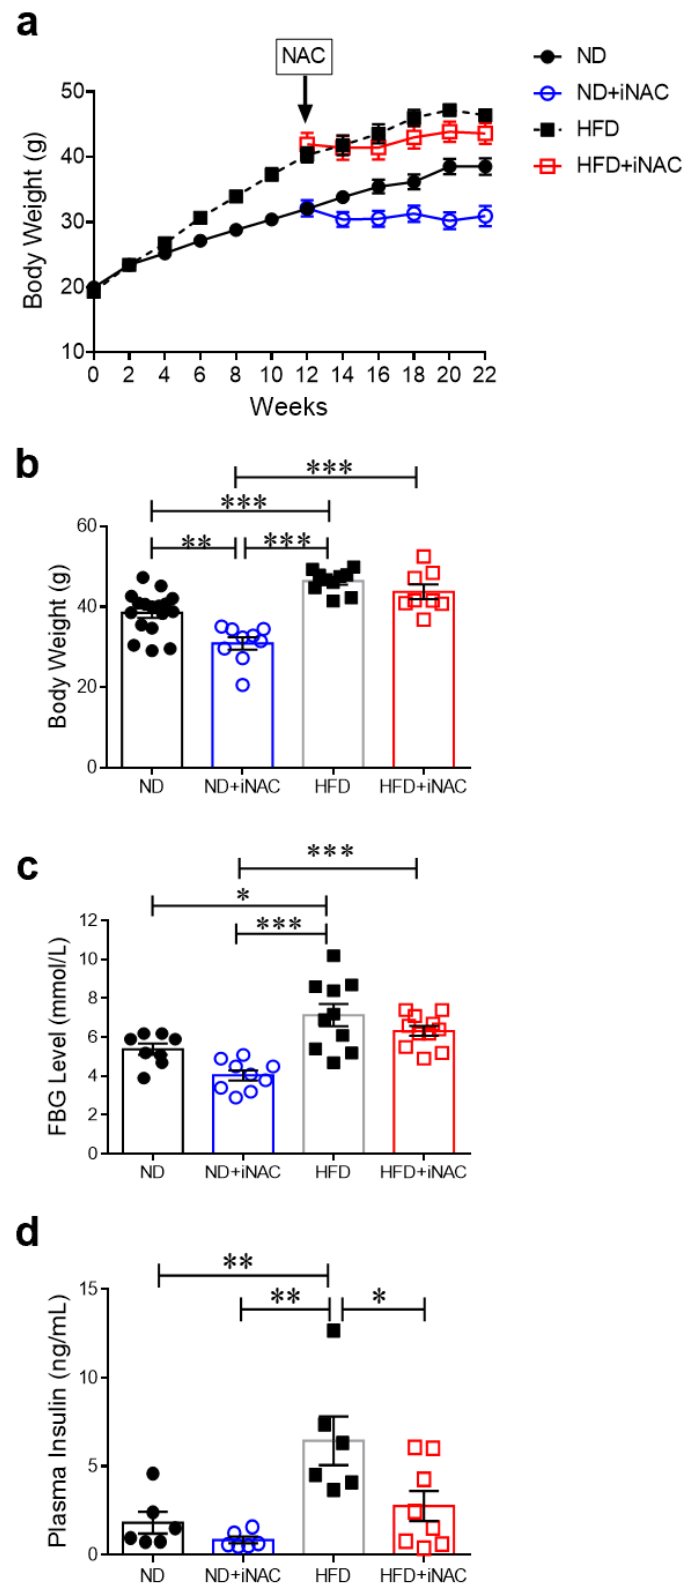 a
NAC
ND
ND+iNAC
HFD
HFD+iNAC
Body Weight (g)
50
40
30
20
10
0 2 4 6 8 10 12 14 16 18 20 22
Weeks
b
***
***
** ***
Body Weight (g)
60
40
20
0
ND ND+iNAC HFD HFD+iNAC
c
***
*
***
FBG Level (mmol/L)
12
10
8
6
4
2
0
ND ND+iNAC HFD HFD+iNAC
d
**
** *
Plasma Insulin (ng/mL)
15
10
5
0
ND ND+iNAC HFD HFD+iNAC